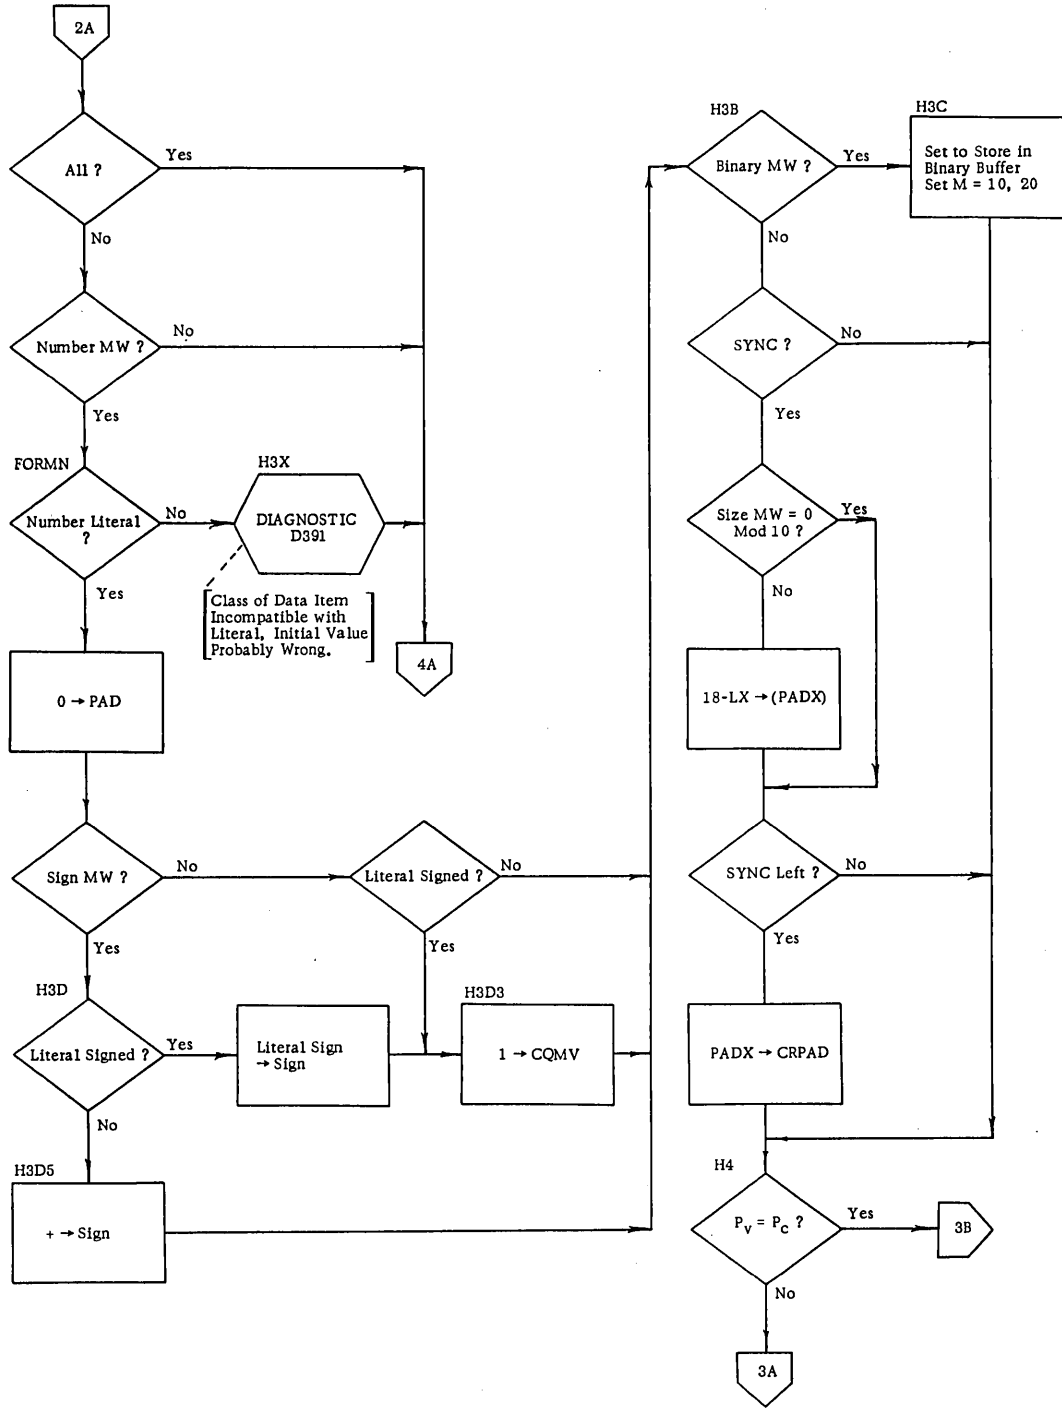 2A
All ?
Yes
No
Number MW ?
No
Yes
FORMN
Number Literal
?
No
Yes
H3X
DIAGNOSTIC
D391
Class of Data Item
Incompatible with
Literal, Initial Value
Probably Wrong.
4A
0 → PAD
Sign MW ?
No
Yes
Literal Signed ?
No
Yes
H3D
Literal Signed ?
Yes
No
Literal Sign
→ Sign
H3D3
1 → CQMV
H3D5
+ → Sign
H3B
Binary MW ?
Yes
No
H3C
Set to Store in
Binary Buffer
Set M = 10, 20
SYNC ?
No
Yes
Size MW = 0
Mod 10 ?
Yes
No
18-LX → (PADX)
SYNC Left ?
No
Yes
PADX → CRPAD
H4
Pv = Pc ?
Yes
No
3B
3A